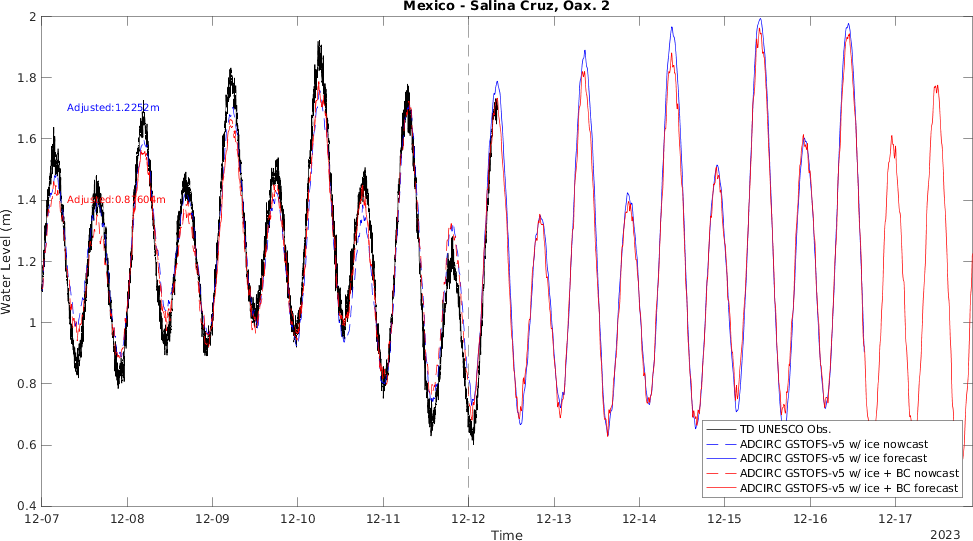 Mexico - Salina Cruz, Oax. 2
2
1.8
1.6
1.4
1.2
1
0.8
0.6
0.4
Water Level (m)
Adjusted:1.2252m
12-07
12-08
12-09
12-10
12-11
12-12
12-13
12-14
12-15
12-16
12-17
Time
2023
TD UNESCO Obs.
ADCIRC GSTOFS-v5 w/ ice nowcast
ADCIRC GSTOFS-v5 w/ ice forecast
ADCIRC GSTOFS-v5 w/ ice + BC nowcast
ADCIRC GSTOFS-v5 w/ ice + BC forecast